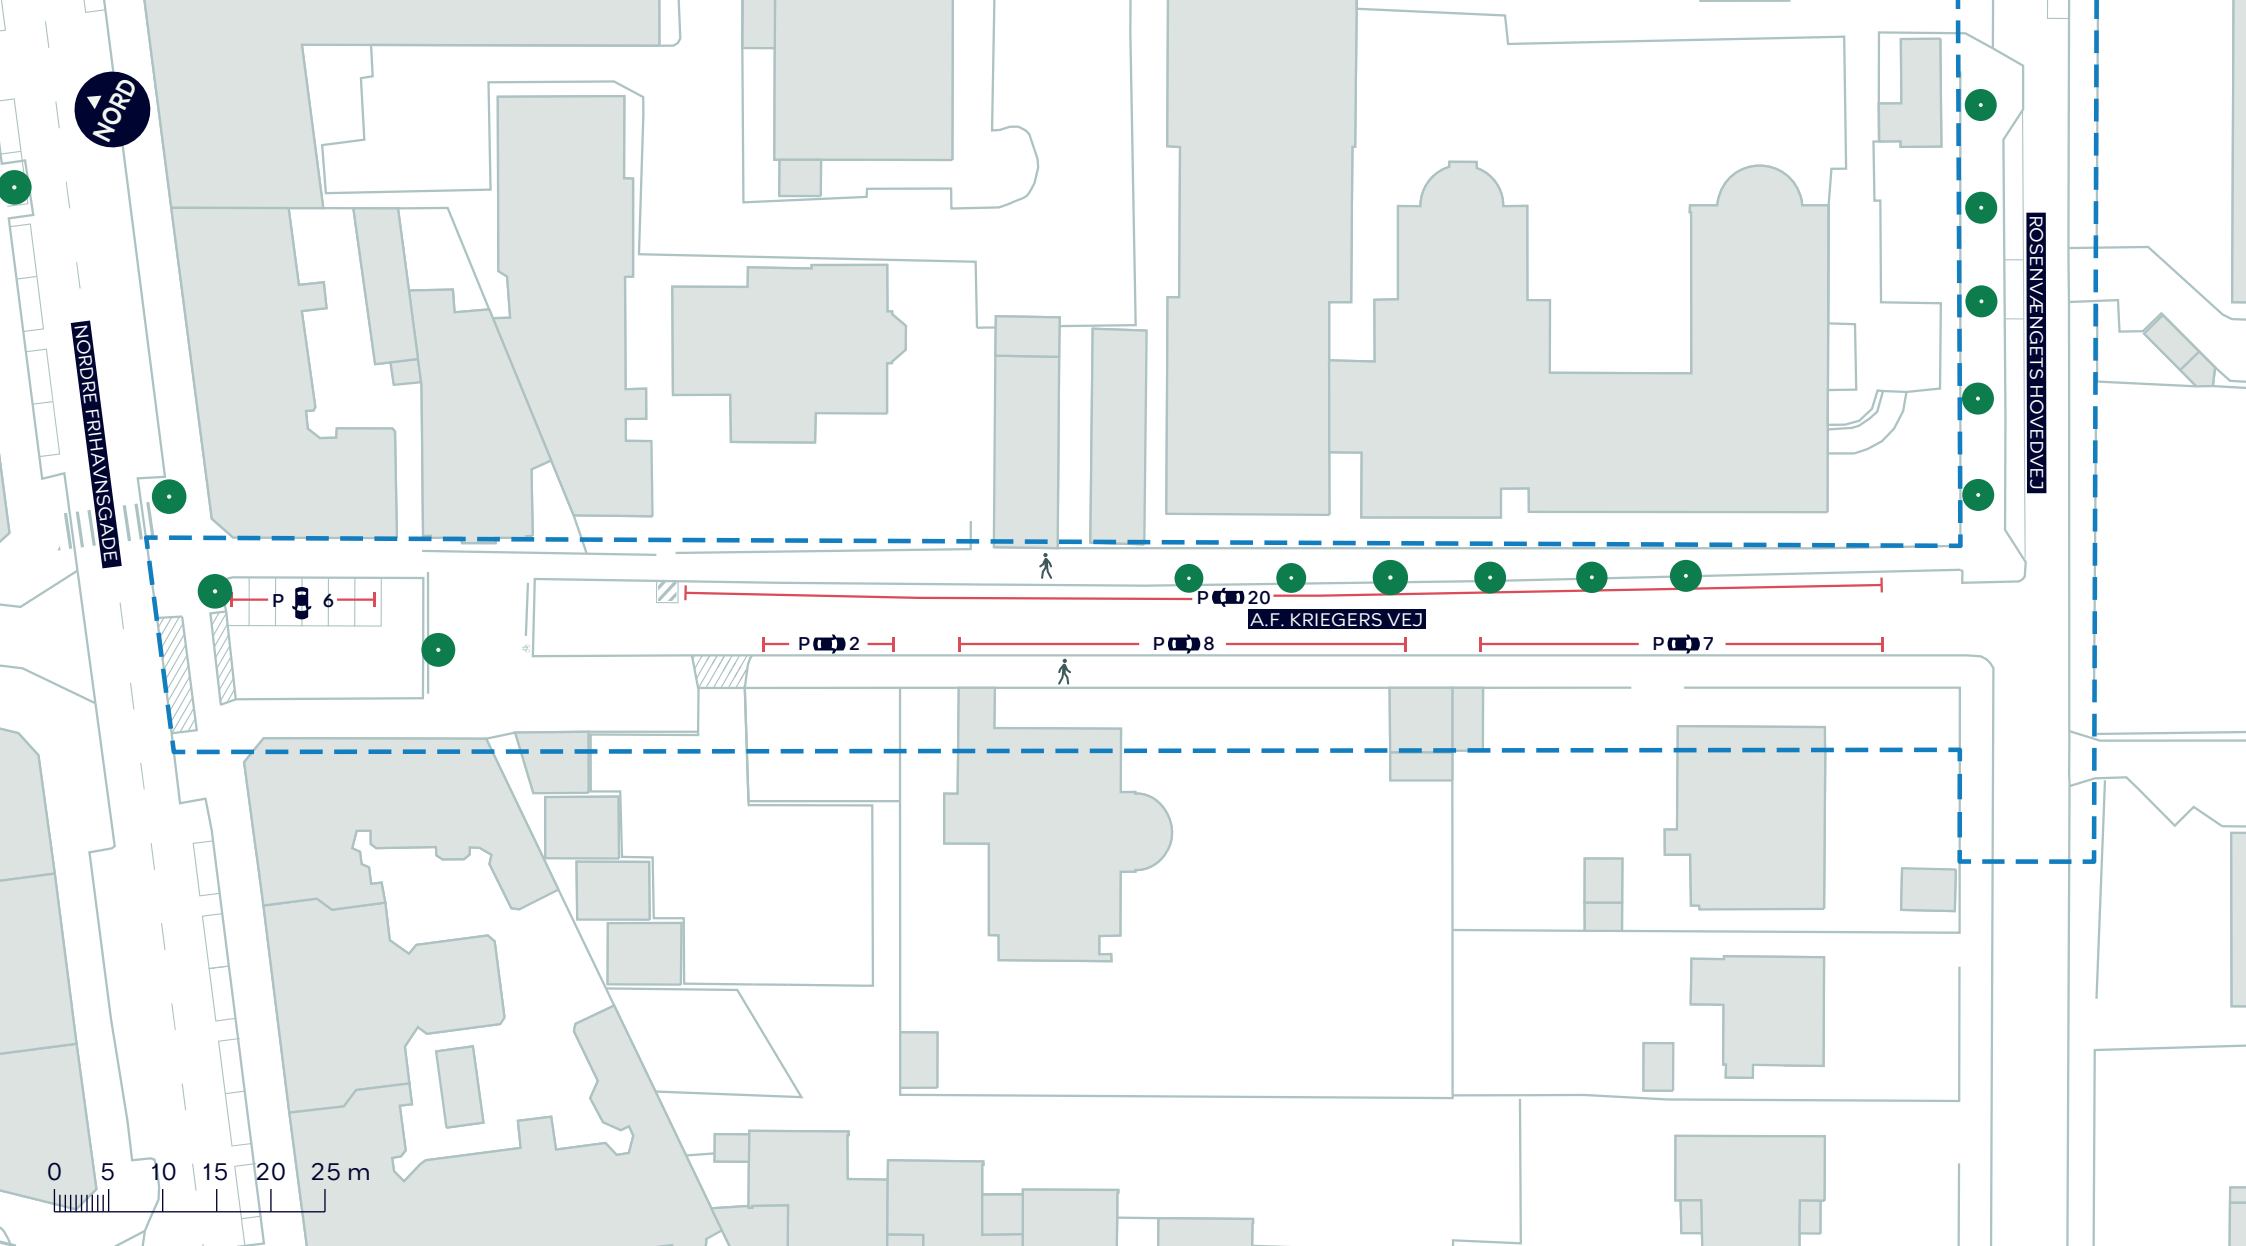 NORD
ROSENVÆNGETS HOVEDVEJ
NORDRE FRIHAVNSGADE
P 6
P 20
A.F. KRIEGERS VEJ
P 2
P 8
P 7
0 5 10 15 20 25 m